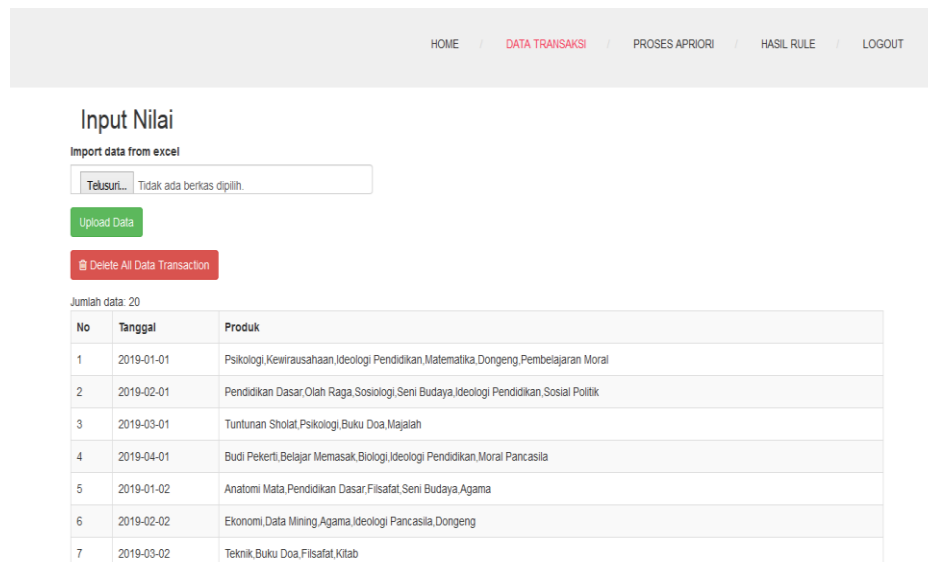 HOME / DATA TRANSAKSI / PROSES APRIORI / HASIL RULE / LOGOUT
Input Nilai
Import data from excel
Telusuri... Tidak ada berkas dipilih.
Upload Data
Delete All Data Transaction
Jumlah data: 20
No Tanggal Produk
1 2019-01-01 Psikologi,Kewirausahaan,Ideologi Pendidikan,Matematika,Dongeng,Pembelajaran Moral
2 2019-02-01 Pendidikan Dasar,Olah Raga,Sosiologi,Seni Budaya,Ideologi Pendidikan,Sosial Politik
3 2019-03-01 Tuntunan Sholat,Psikologi,Buku Doa,Majalah
4 2019-04-01 Budi Pekerti,Belajar Memasak,Biologi,Ideologi Pendidikan,Moral Pancasila
5 2019-01-02 Anatomi Mata,Pendidikan Dasar,Filsafat,Seni Budaya,Agama
6 2019-02-02 Ekonomi,Data Mining,Agama,Ideologi Pancasila,Dongeng
7 2019-03-02 Teknik,Buku Doa,Filsafat,Kitab